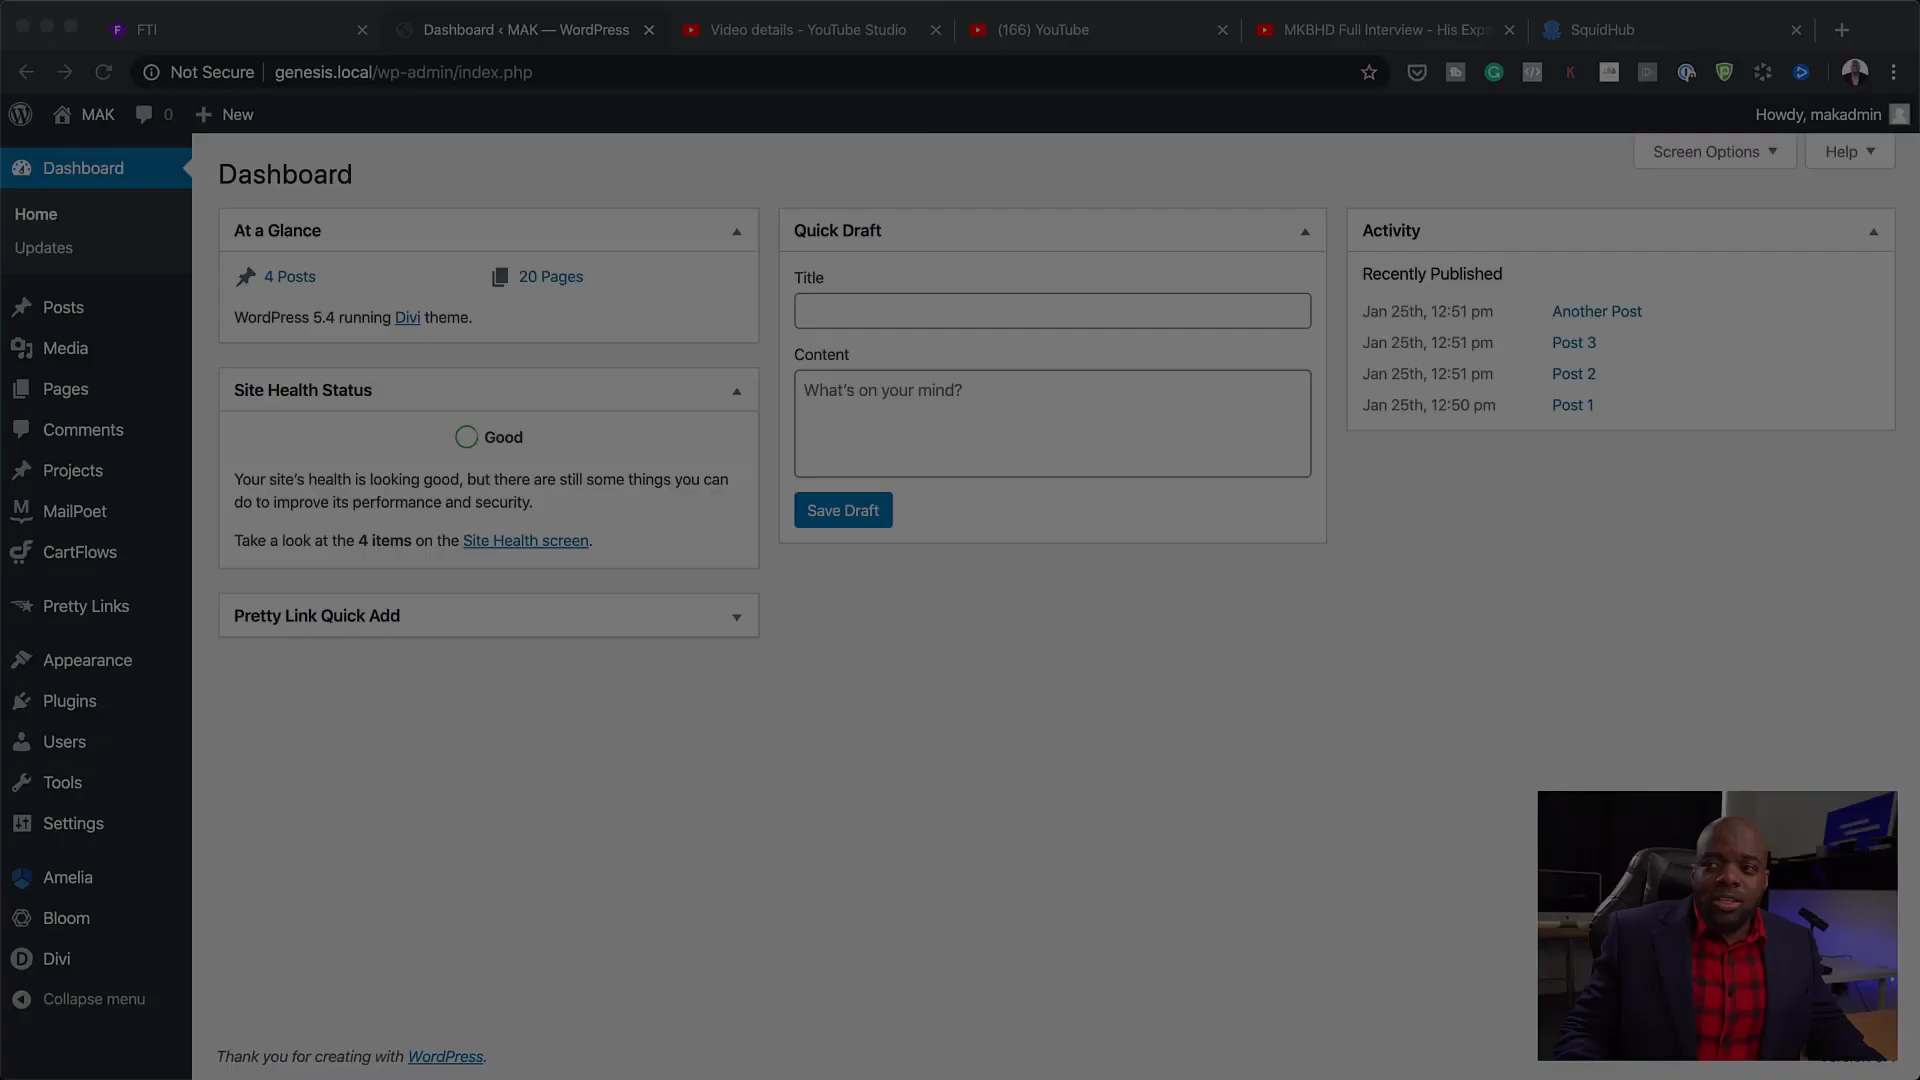 FTI
Dashboard ‹ MAK — WordPress
Video details - YouTube Studio
(166) YouTube
MKBHD Full Interview - His Exp
SquidHub
Not Secure
genesis.local/wp-admin/index.php
MAK
0
New
Howdy, makadmin
Dashboard
Home
Updates
Posts
Media
Pages
Comments
Projects
MailPoet
CartFlows
Pretty Links
Appearance
Plugins
Users
Tools
Settings
Amelia
Bloom
Divi
Collapse menu
Screen Options
Help
Dashboard
At a Glance
4 Posts
20 Pages
WordPress 5.4 running Divi theme.
Site Health Status
Good
Your site's health is looking good, but there are still some things you can
do to improve its performance and security.
Take a look at the 4 items on the Site Health screen.
Pretty Link Quick Add
Quick Draft
Title
Content
What's on your mind?
Save Draft
Activity
Recently Published
Jan 25th, 12:51 pm Another Post
Jan 25th, 12:51 pm Post 3
Jan 25th, 12:51 pm Post 2
Jan 25th, 12:50 pm Post 1
Thank you for creating with WordPress.